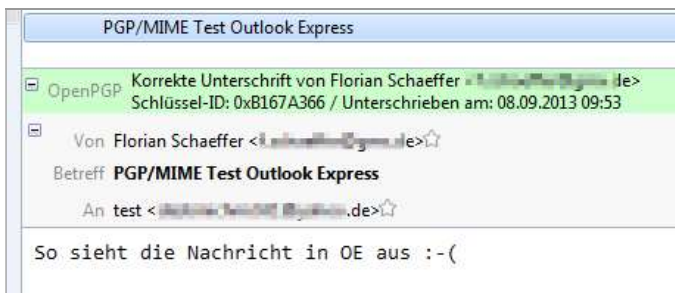 PGP/MIME Test Outlook Express
OpenPGP Korrekte Unterschrift von Florian Schaeffer < de>
Schlüssel-ID: 0xB167A366 / Unterschrieben am: 08.09.2013 09:53
Von Florian Schaeffer < e>
Betreff PGP/MIME Test Outlook Express
An test < .de>
So sieht die Nachricht in OE aus :-(